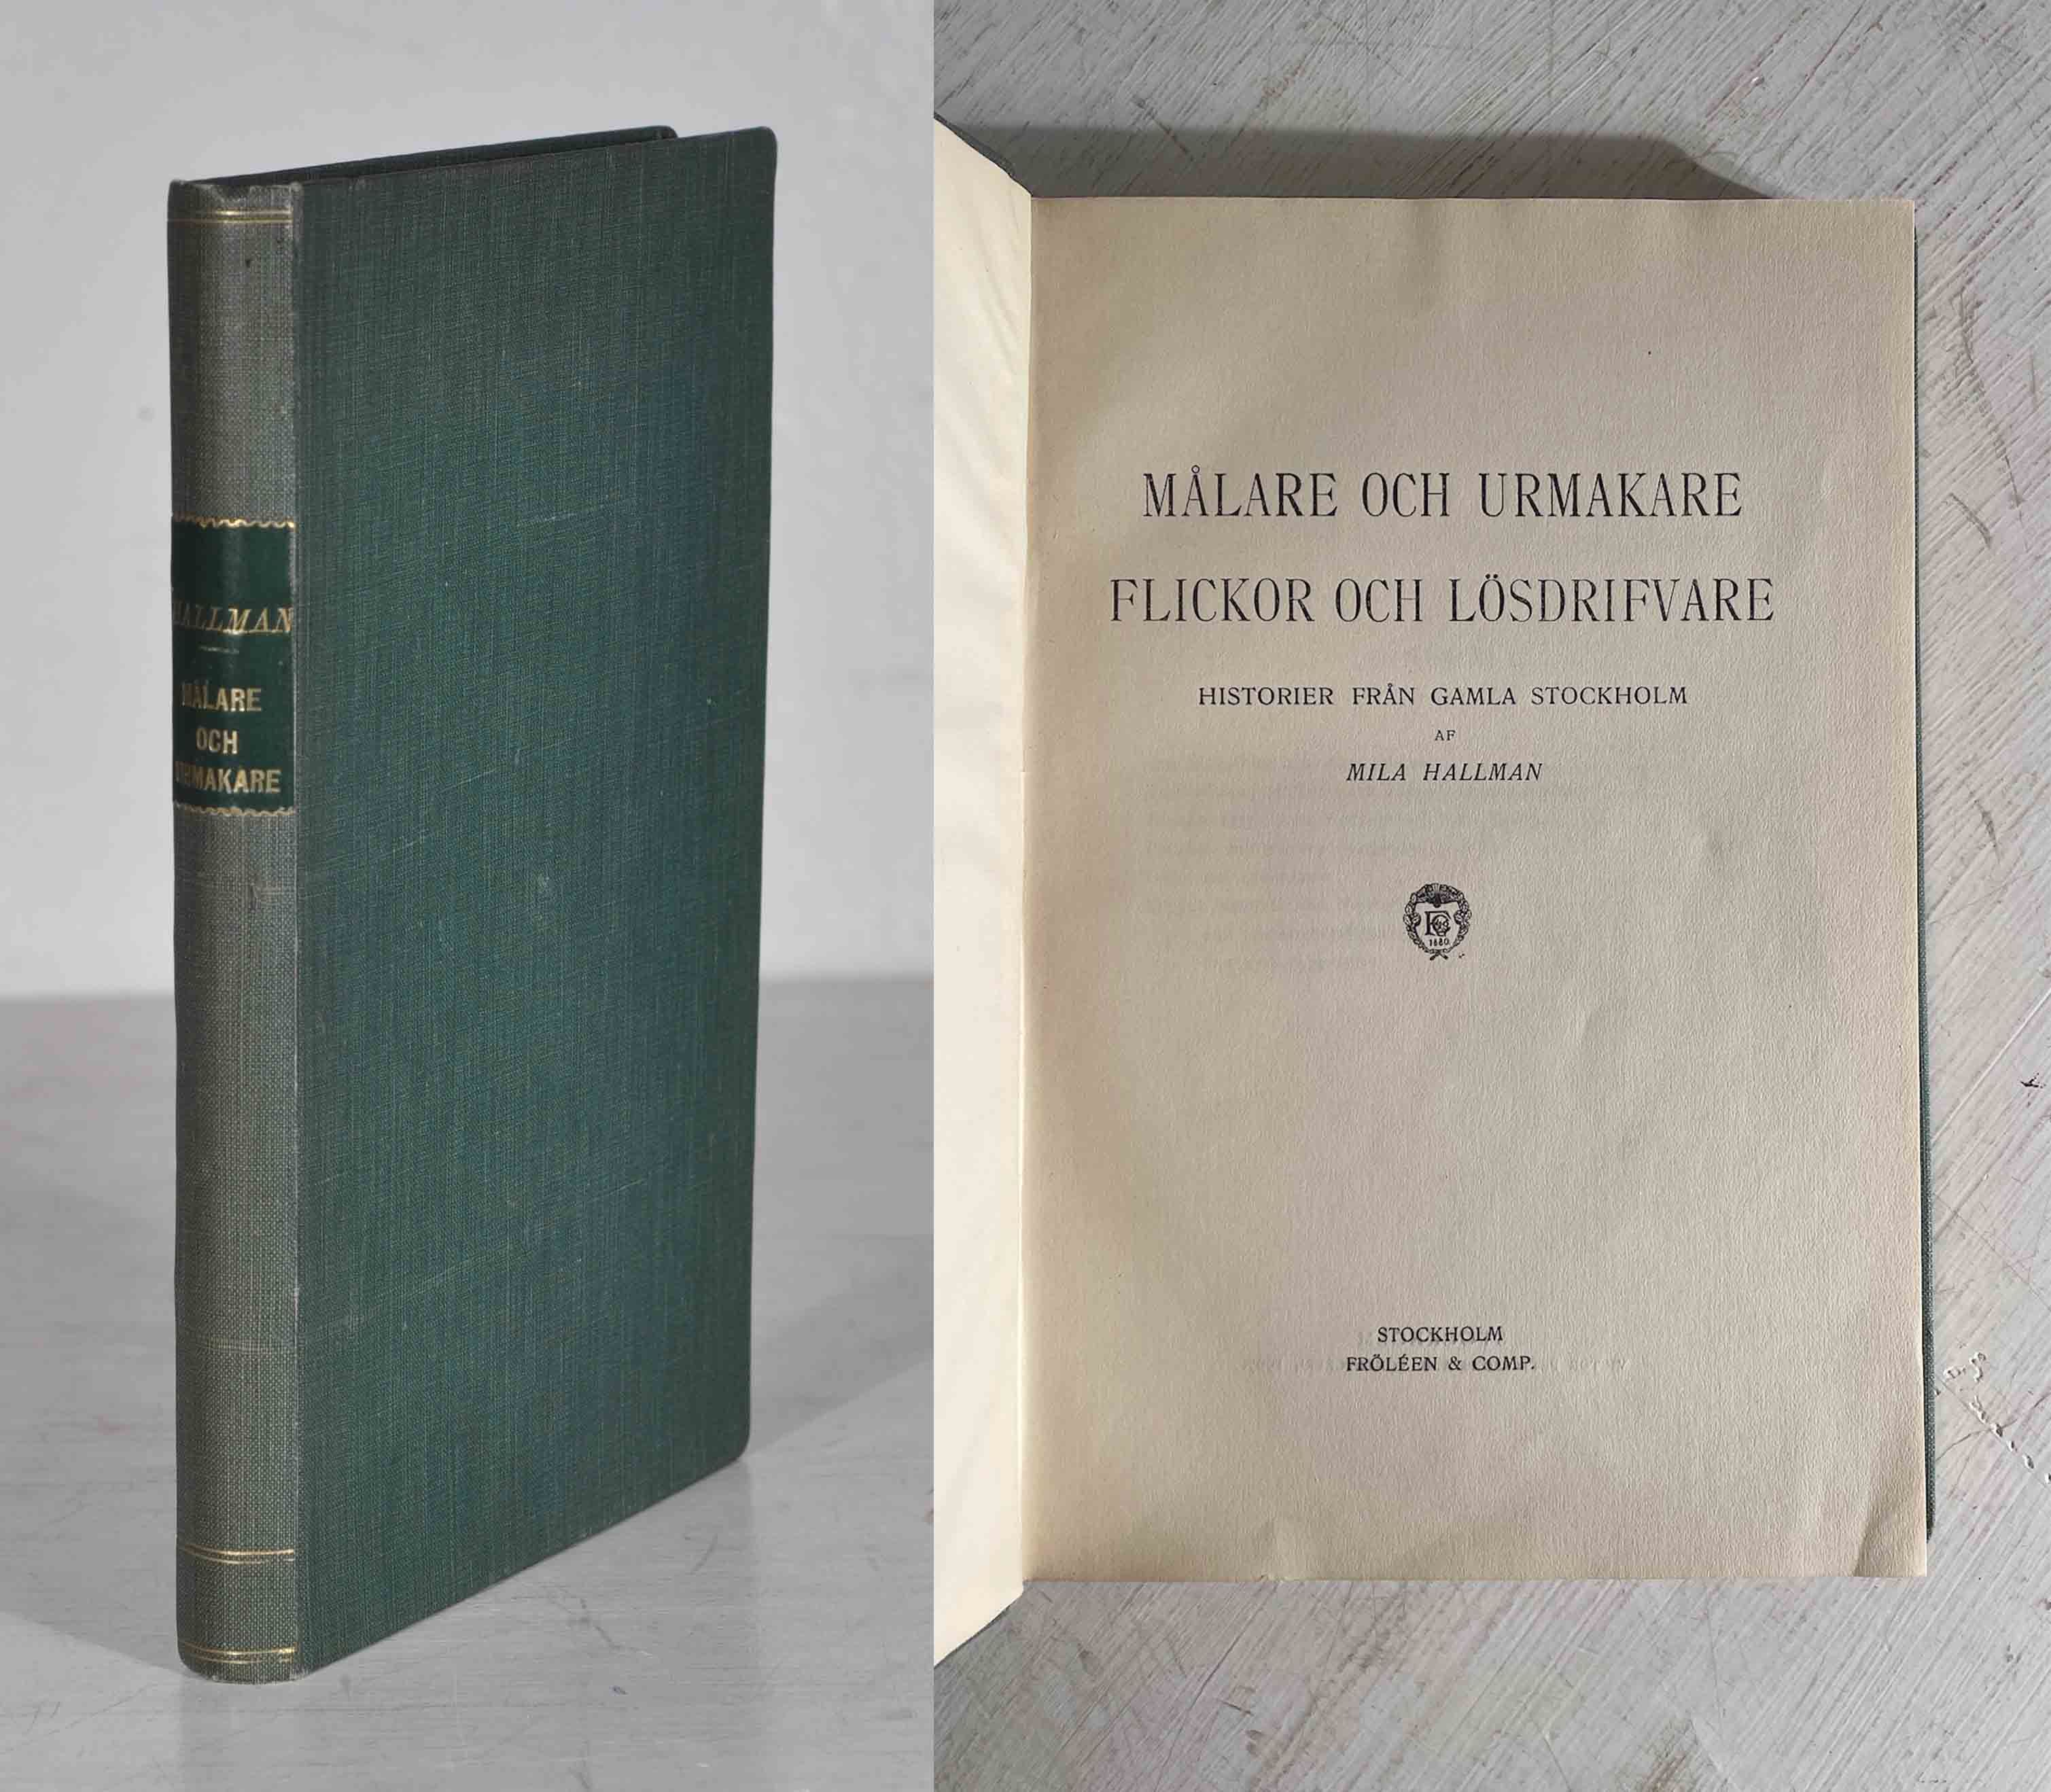 HALLMAN
MÅLARE
OCH
URMAKARE
MÅLARE OCH URMAKARE
FLICKOR OCH LÖSDRIFVARE
HISTORIER FRÅN GAMLA STOCKHOLM
AF
MILA HALLMAN
1880
STOCKHOLM
FRÖLÉEN & COMP.